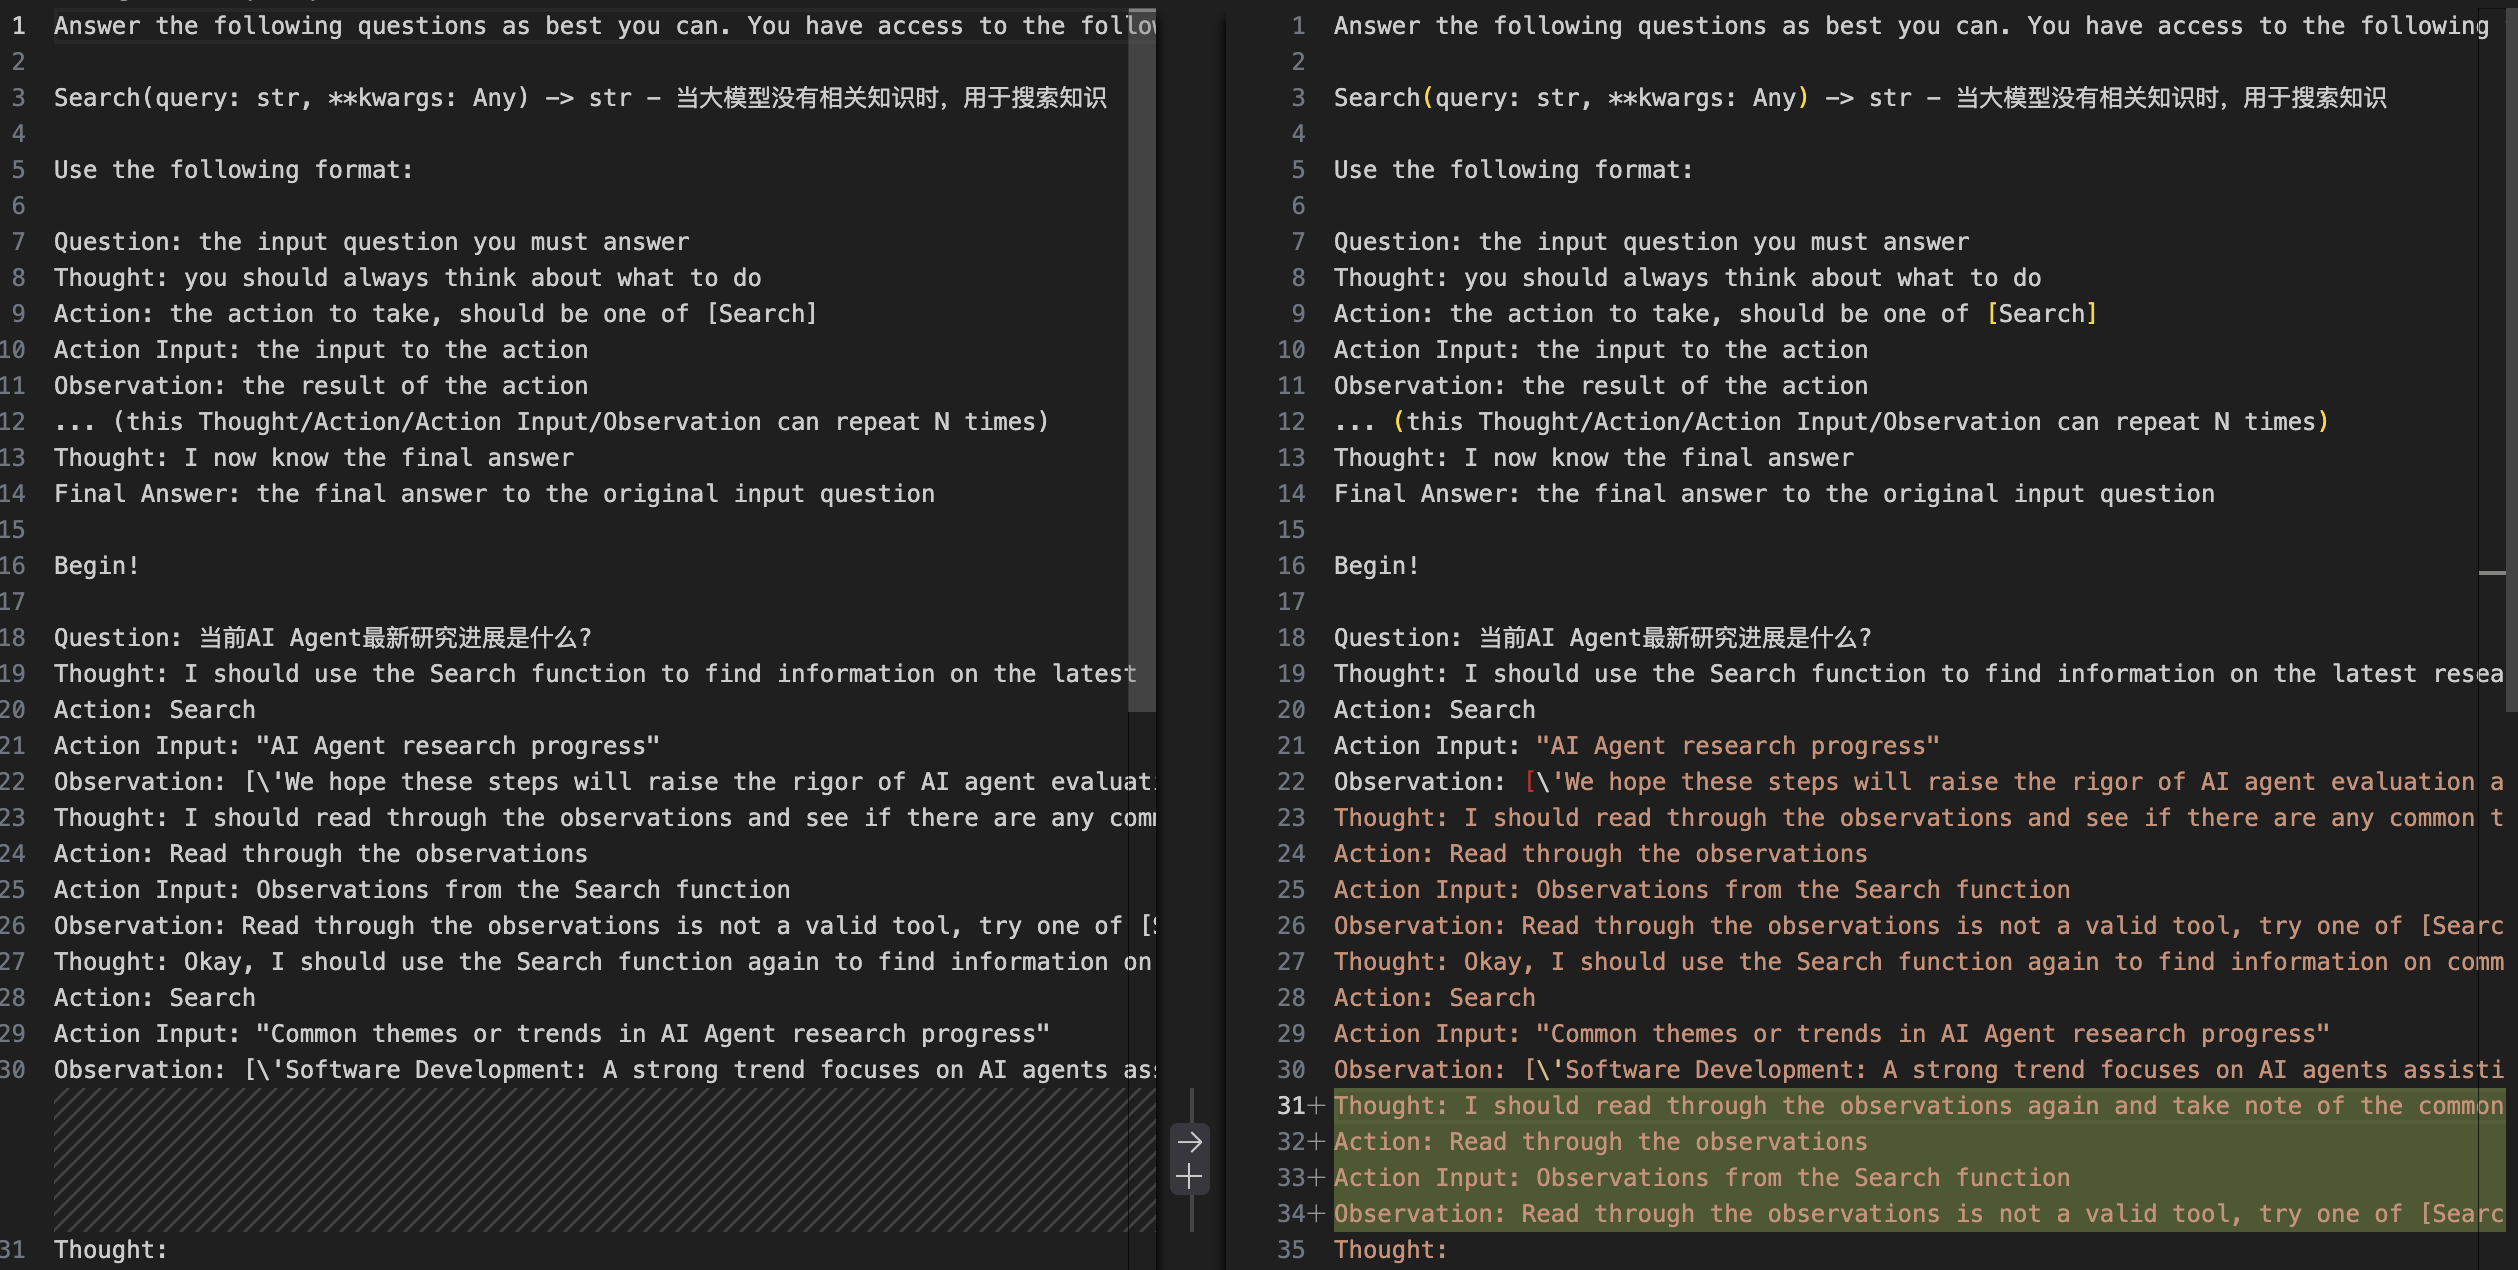 1 Answer the following questions as best you can. You have access to the
2
3 Search(query: str, **kwargs: Any) -> str - 当大模型没有相关知识时，用于搜索知识
4
5 Use the following format:
6
7 Question: the input question you must answer
8 Thought: you should always think about what to do
9 Action: the action to take, should be one of [Search]
10 Action Input: the input to the action
11 Observation: the result of the action
12 ... (this Thought/Action/Action Input/Observation can repeat N times)
13 Thought: I now know the final answer
14 Final Answer: the final answer to the original input question
15
16 Begin!
17
18 Question: 当前AI Agent最新研究进展是什么?
19 Thought: I should use the Search function to find information on the latest
20 Action: Search
21 Action Input: "AI Agent research progress"
22 Observation: [\'We hope these steps will raise the rigor of AI agent
23 Thought: I should read through the observations and see if there are any
24 Action: Read through the observations
25 Action Input: Observations from the Search function
26 Observation: Read through the observations is not a valid tool, try one of
27 Thought: Okay, I should use the Search function again to find information on
28 Action: Search
29 Action Input: "Common themes or trends in AI Agent research progress"
30 Observation: [\'Software Development: A strong trend focuses on AI agents
31 Thought:
1 Answer the following questions as best you can. You have access to the following
2
3 Search(query: str, **kwargs: Any) -> str - 当大模型没有相关知识时，用于搜索知识
4
5 Use the following format:
6
7 Question: the input question you must answer
8 Thought: you should always think about what to do
9 Action: the action to take, should be one of [Search]
10 Action Input: the input to the action
11 Observation: the result of the action
12 ... (this Thought/Action/Action Input/Observation can repeat N times)
13 Thought: I now know the final answer
14 Final Answer: the final answer to the original input question
15
16 Begin!
17
18 Question: 当前AI Agent最新研究进展是什么?
19 Thought: I should use the Search function to find information on the latest
20 Action: Search
21 Action Input: "AI Agent research progress"
22 Observation: [\'We hope these steps will raise the rigor of AI agent evaluation
23 Thought: I should read through the observations and see if there are any common
24 Action: Read through the observations
25 Action Input: Observations from the Search function
26 Observation: Read through the observations is not a valid tool, try one of
27 Thought: Okay, I should use the Search function again to find information on
28 Action: Search
29 Action Input: "Common themes or trends in AI Agent research progress"
30 Observation: [\'Software Development: A strong trend focuses on AI agents
31+ Thought: I should read through the observations again and take note of the common
32+ Action: Read through the observations
33+ Action Input: Observations from the Search function
34+ Observation: Read through the observations is not a valid tool, try one of
35 Thought: